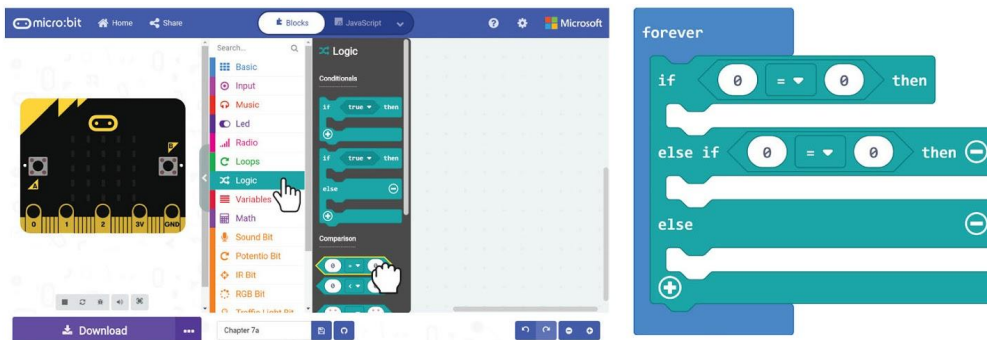 micro:bit Home Share Blocks JavaScript Microsoft
Search...
Basic
Input
Music
Led
Radio
Loops
Logic
Variables
Math
Sound Bit
Potentio Bit
IR Bit
RGB Bit
Traffic Light Bit
Logic
Conditionals
if true then
if true then
else
Comparison
0 = 0
0 < 0
A
B
0 1 2 3V GND
Download
Chapter 7a
forever
if 0 = 0 then
else if 0 = 0 then
else